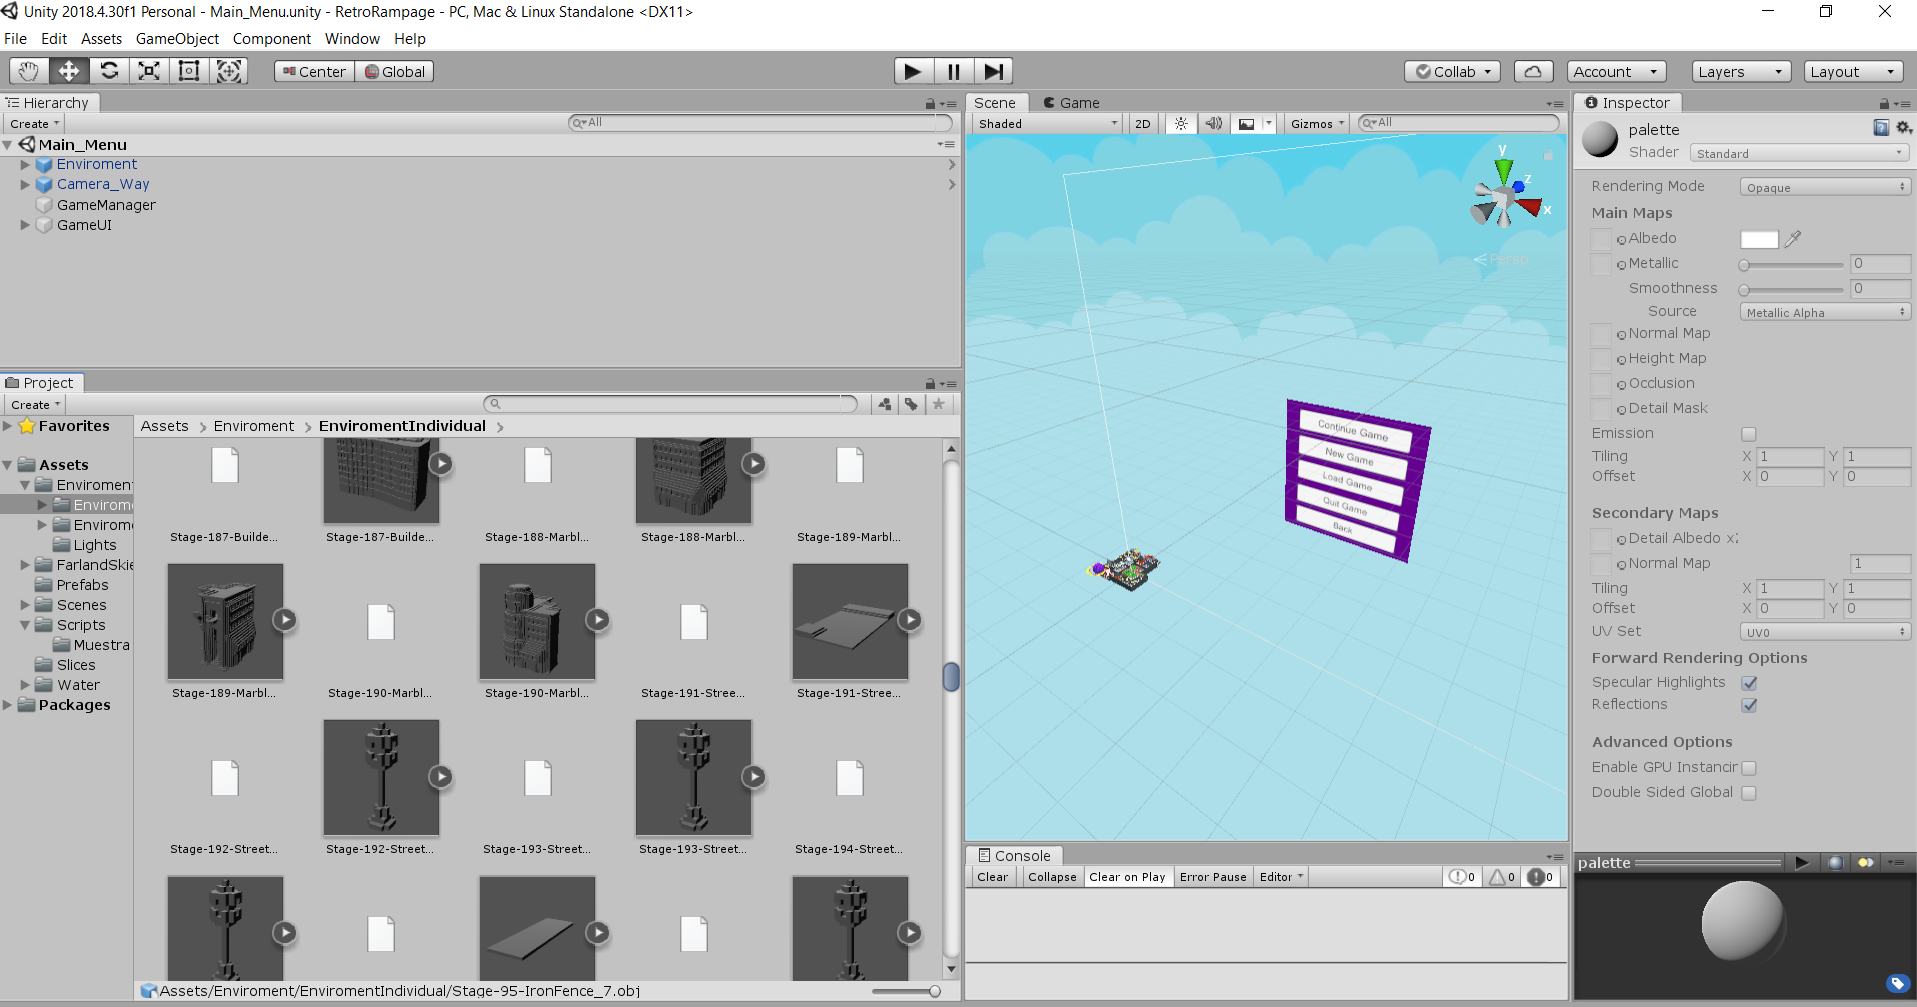 Unity 2018.4.30f1 Personal - Main_Menu.unity - RetroRampage - PC, Mac & Linux Standalone <DX11>
File Edit Assets GameObject Component Window Help
Center Global Collab Account Layers Layout
Hierarchy
Create All
Main_Menu
Enviroment
Camera_Way
GameManager
GameUI
Project
Create
Favorites
Assets
Enviroment
Envirom
Envirom
Lights
FarlandSkie
Prefabs
Scenes
Scripts
Muestra
Slices
Water
Packages
Assets Enviroment EnviromentIndividual
Stage-187-Builde... Stage-187-Builde... Stage-188-Marbl... Stage-188-Marbl... Stage-189-Marbl...
Stage-189-Marbl... Stage-190-Marbl... Stage-190-Marbl... Stage-191-Stree... Stage-191-Stree...
Stage-192-Street... Stage-192-Street... Stage-193-Street... Stage-193-Street... Stage-194-Street...
Assets/Enviroment/EnviromentIndividual/Stage-95-IronFence_7.obj
Scene Game
Shaded 2D Gizmos All
y
z
x
Persp
Continue Game
New Game
Load Game
Quit Game
Back
Console
Clear Collapse Clear on Play Error Pause Editor 0 0 0
Inspector
palette
Shader Standard
Rendering Mode Opaque
Main Maps
Albedo
Metallic 0
Smoothness 0
Source Metallic Alpha
Normal Map
Height Map
Occlusion
Detail Mask
Emission
Tiling X 1 Y 1
Offset X 0 Y 0
Secondary Maps
Detail Albedo x2
Normal Map 1
Tiling X 1 Y 1
Offset X 0 Y 0
UV Set UV0
Forward Rendering Options
Specular Highlights
Reflections
Advanced Options
Enable GPU Instancin
Double Sided Global
palette